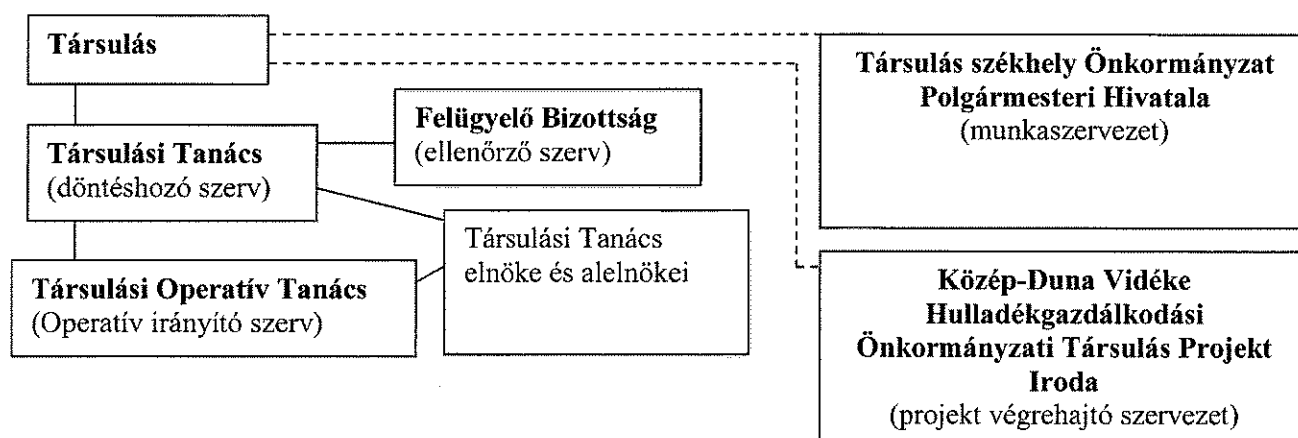 Társulás
Társulási Tanács
(döntéshozó szerv)
Társulási Operatív Tanács
(Operatív irányító szerv)
Felügyelő Bizottság
(ellenőrző szerv)
Társulási Tanács
elnöke és alelnökei
Társulás székhely Önkormányzat
Polgármesteri Hivatala
(munkaszervezet)
Közép-Duna Vidéke
Hulladékgazdálkodási
Önkormányzati Társulás Projekt
Iroda
(projekt végrehajtó szervezet)